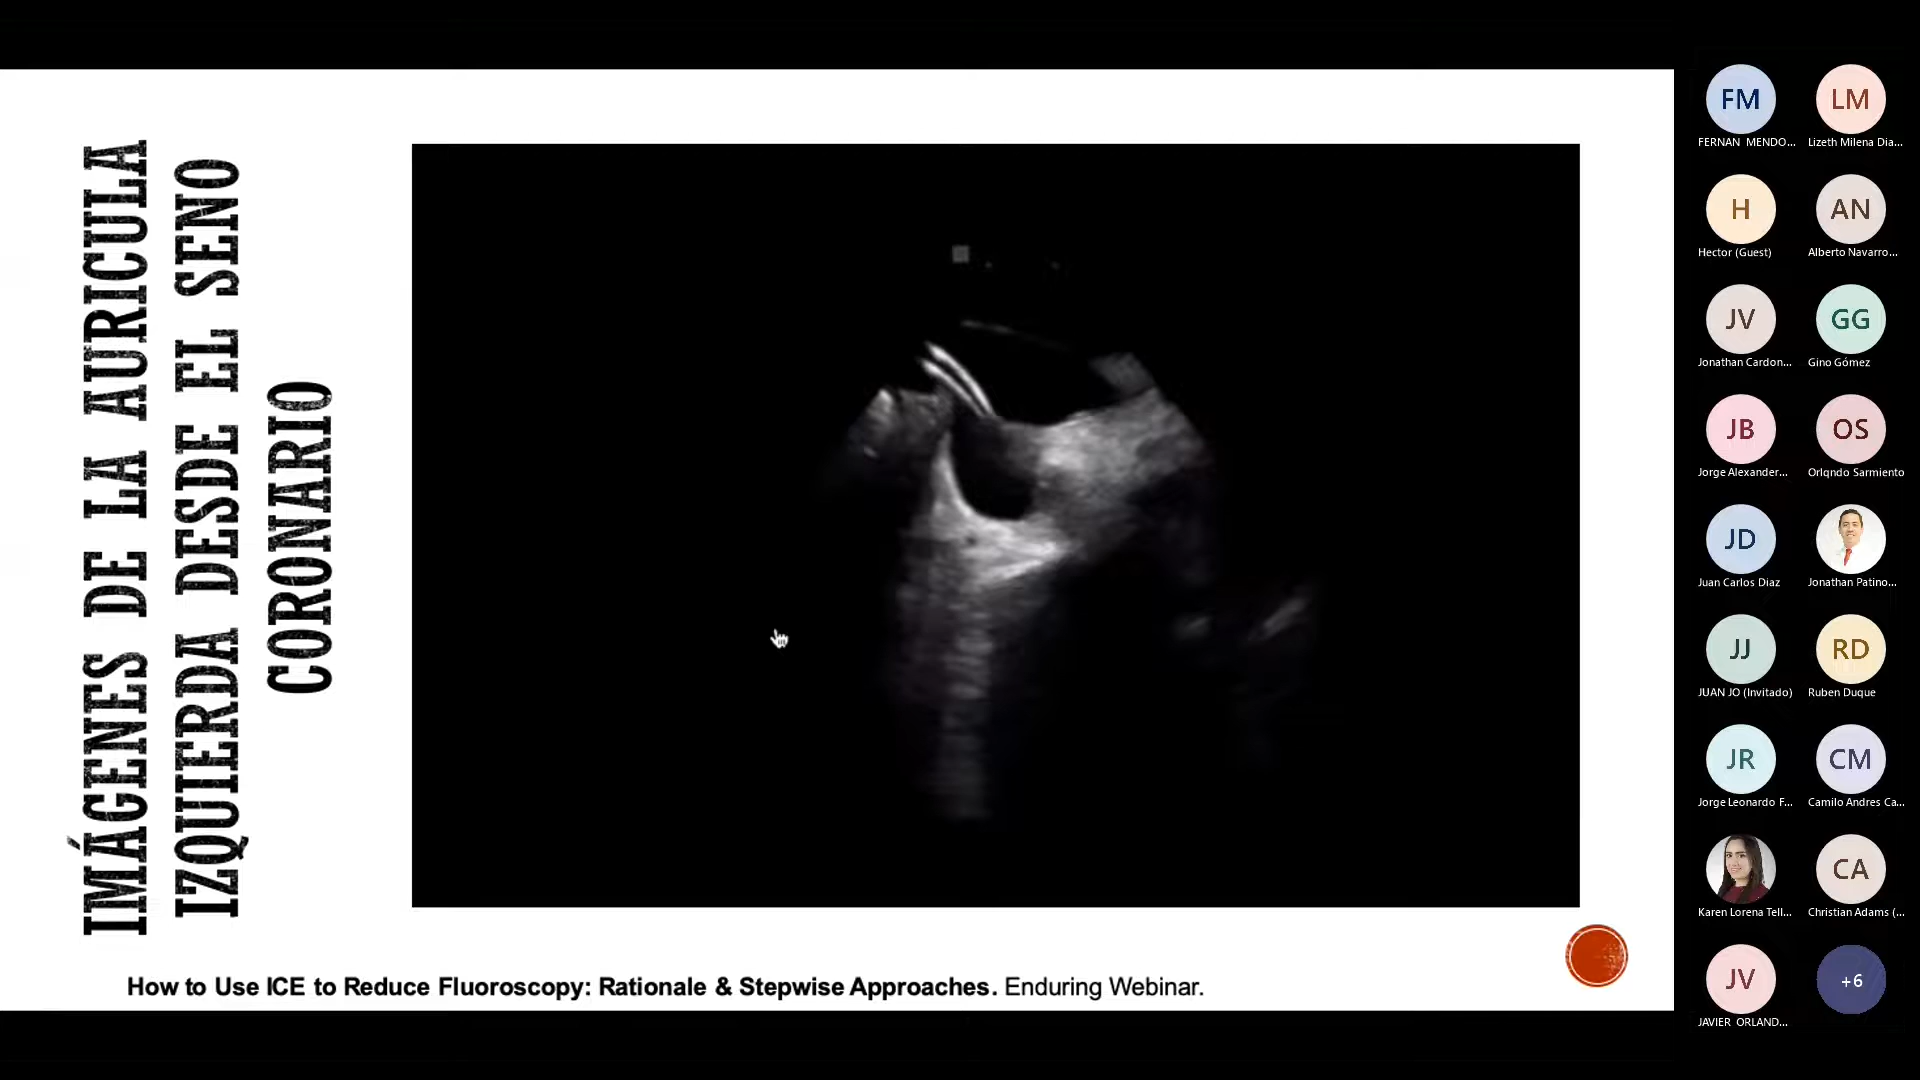 IMÁGENES DE LA AURICULA
IZQUIERDA DESDE EL SENO
CORONARIO
How to Use ICE to Reduce Fluoroscopy: Rationale & Stepwise Approaches. Enduring Webinar.
FM
FERNAN MENDO...
LM
Lizeth Milena Dia...
H
Hector (Guest)
AN
Alberto Navarro...
JV
Jonathan Cardon...
GG
Gino Gómez
JB
Jorge Alexander...
OS
Orlqndo Sarmiento
JD
Juan Carlos Diaz
Jonathan Patino...
JJ
JUAN JO (Invitado)
RD
Ruben Duque
JR
Jorge Leonardo F...
CM
Camilo Andres Ca...
Karen Lorena Tell...
CA
Christian Adams (...
JV
JAVIER ORLAND...
+6